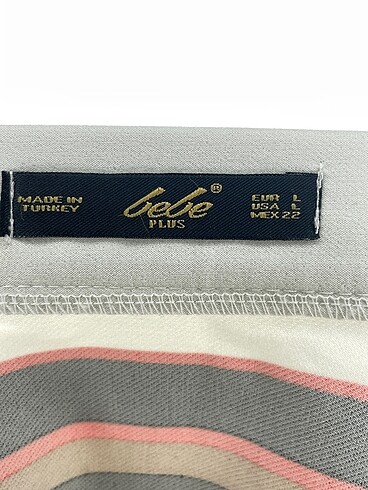 MADE IN
TURKEY
bebe®
PLUS
EUR L
USA L
MEX 22